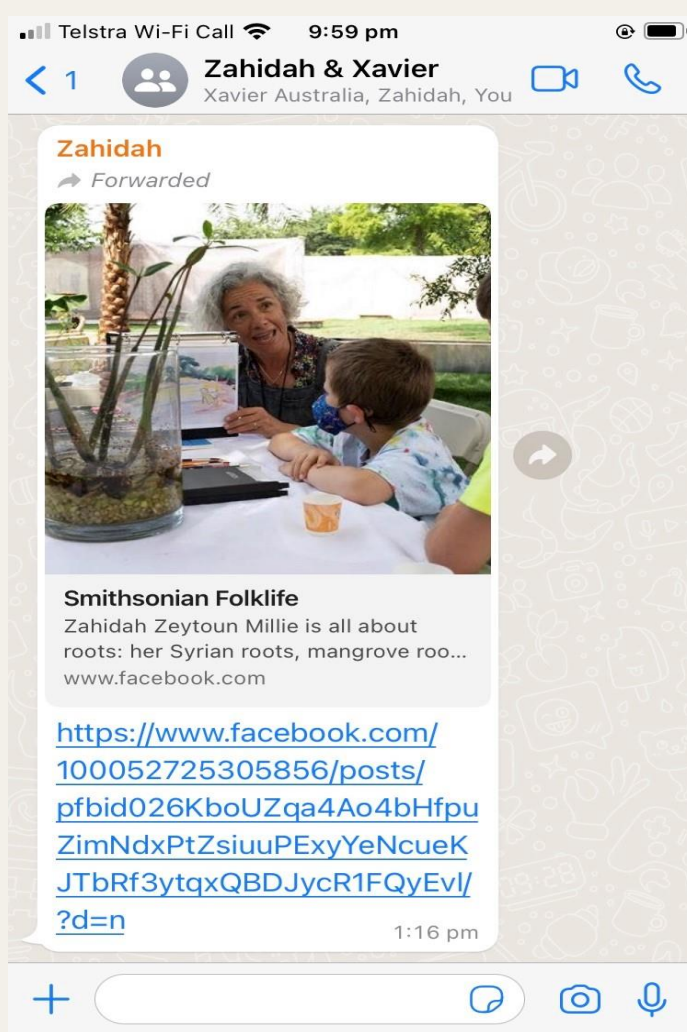 Telstra Wi-Fi Call 9:59 pm
1 Zahidah & Xavier
Xavier Australia, Zahidah, You
Zahidah
Forwarded
Smithsonian Folklife
Zahidah Zeytoun Millie is all about
roots: her Syrian roots, mangrove roo...
www.facebook.com
https://www.facebook.com/
100052725305856/posts/
pfbid026KboUZqa4Ao4bHfpu
ZimNdxPtZsiuuPExyYeNcueK
JTbRf3ytqxQBDJycR1FQyEvl/
?d=n
1:16 pm